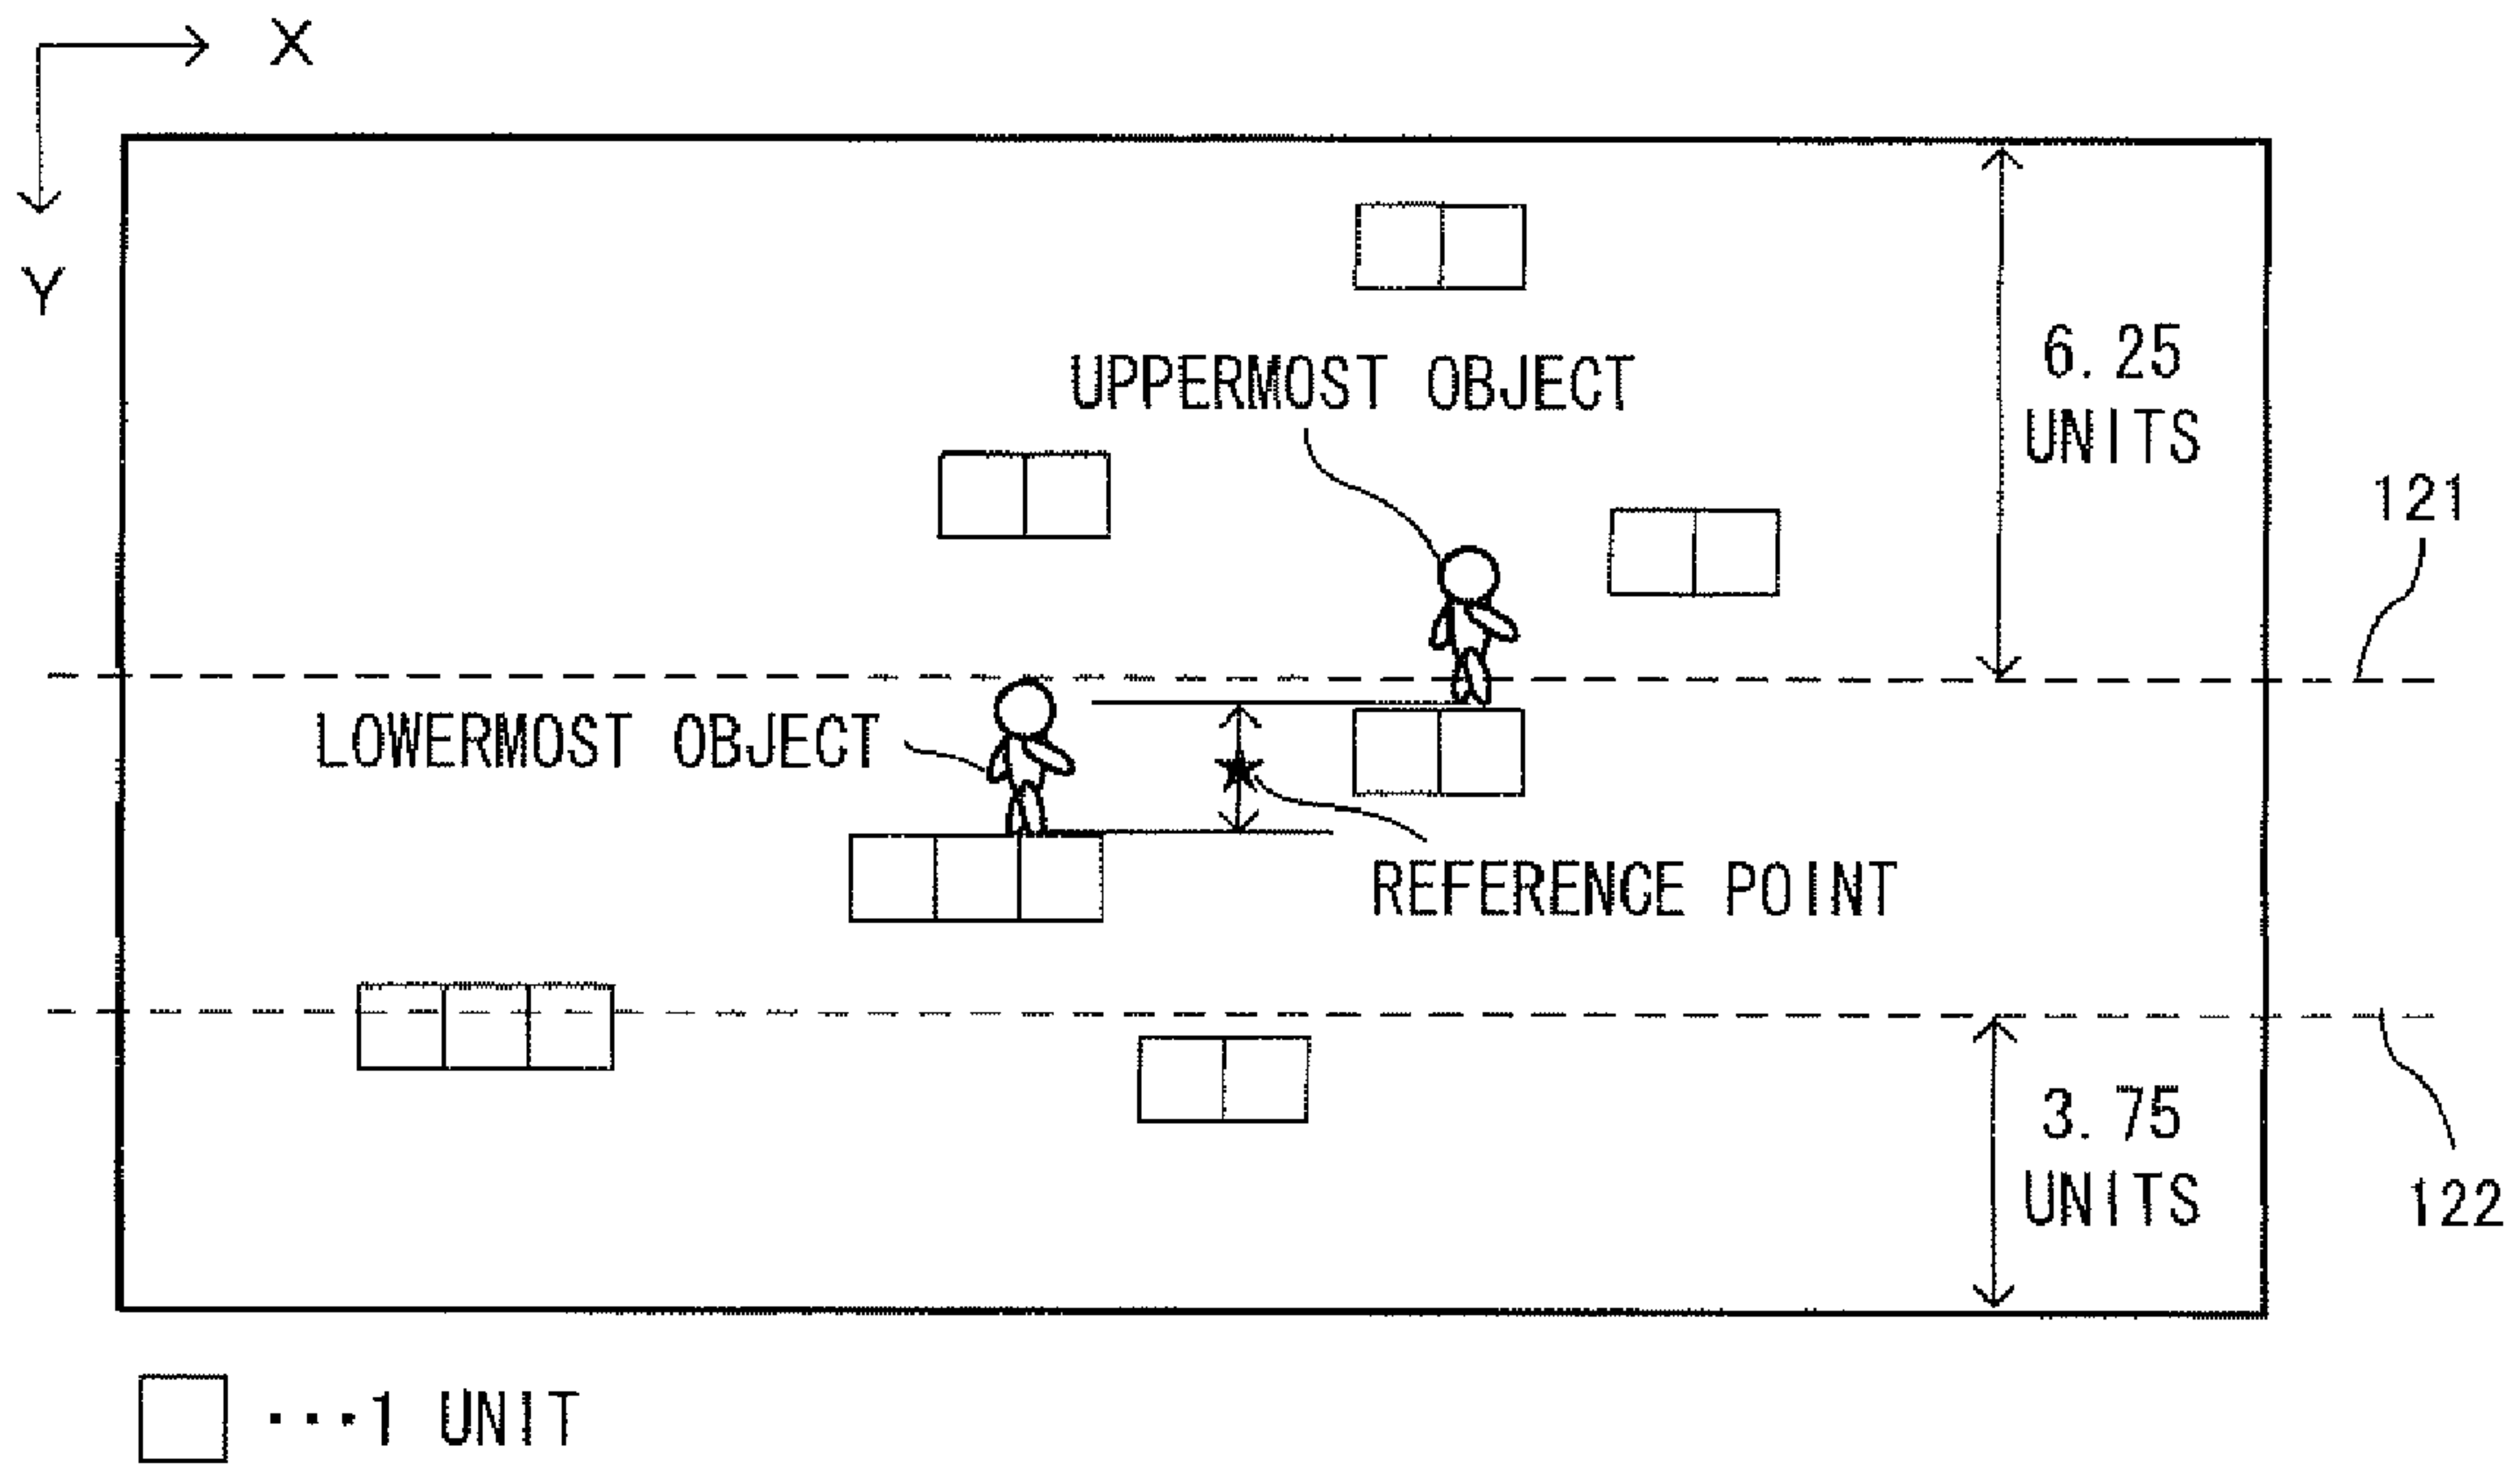 X
Y
UPPERMOST OBJECT
6.25
UNITS
121
LOWERMOST OBJECT
REFERENCE POINT
3.75
UNITS
122
···1 UNIT